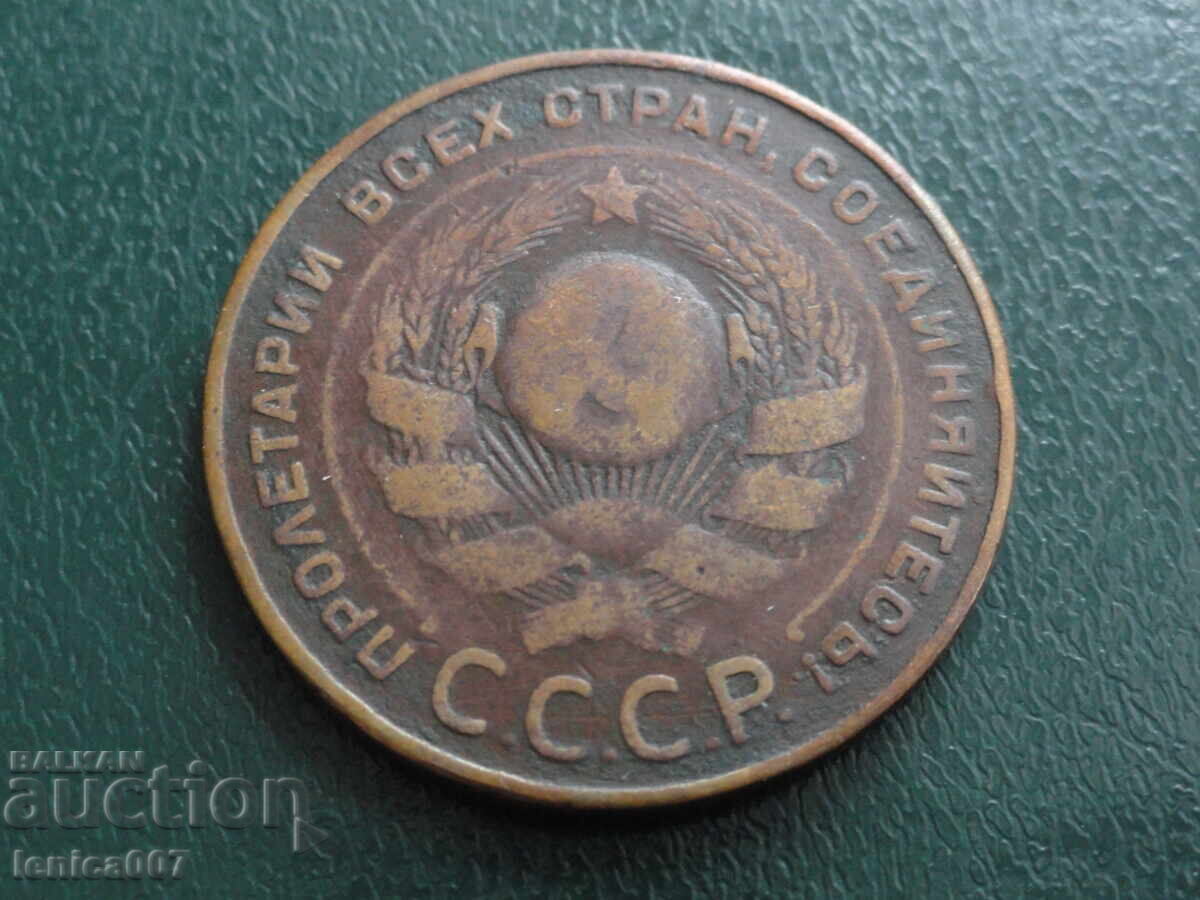 ПРОЛЕТАРИИ ВСЕХ СТРАН, СОЕДИНЯЙТЕСЬ!
С.С.С.Р.
BALKAN
auction
lenica007